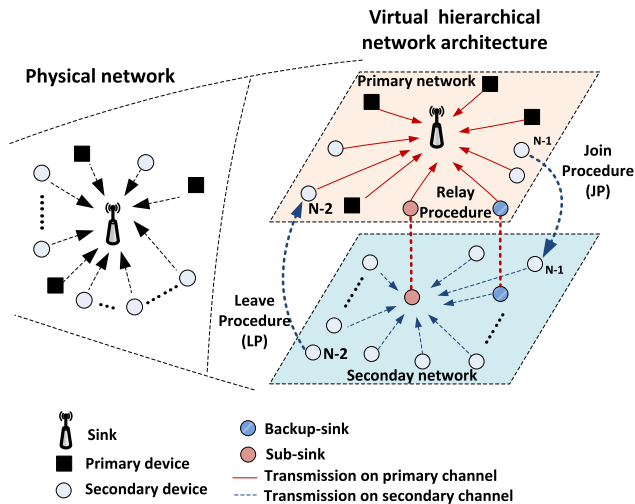 Virtual hierarchical
network architecture
Physical network
Primary network
N-1
Join
Procedure
(JP)
N-2
Relay
Procedure
N-1
Leave
Procedure
(LP)
N-2
Seconday network
Sink
Primary device
Secondary device
Backup-sink
Sub-sink
Transmission on primary channel
Transmission on secondary channel